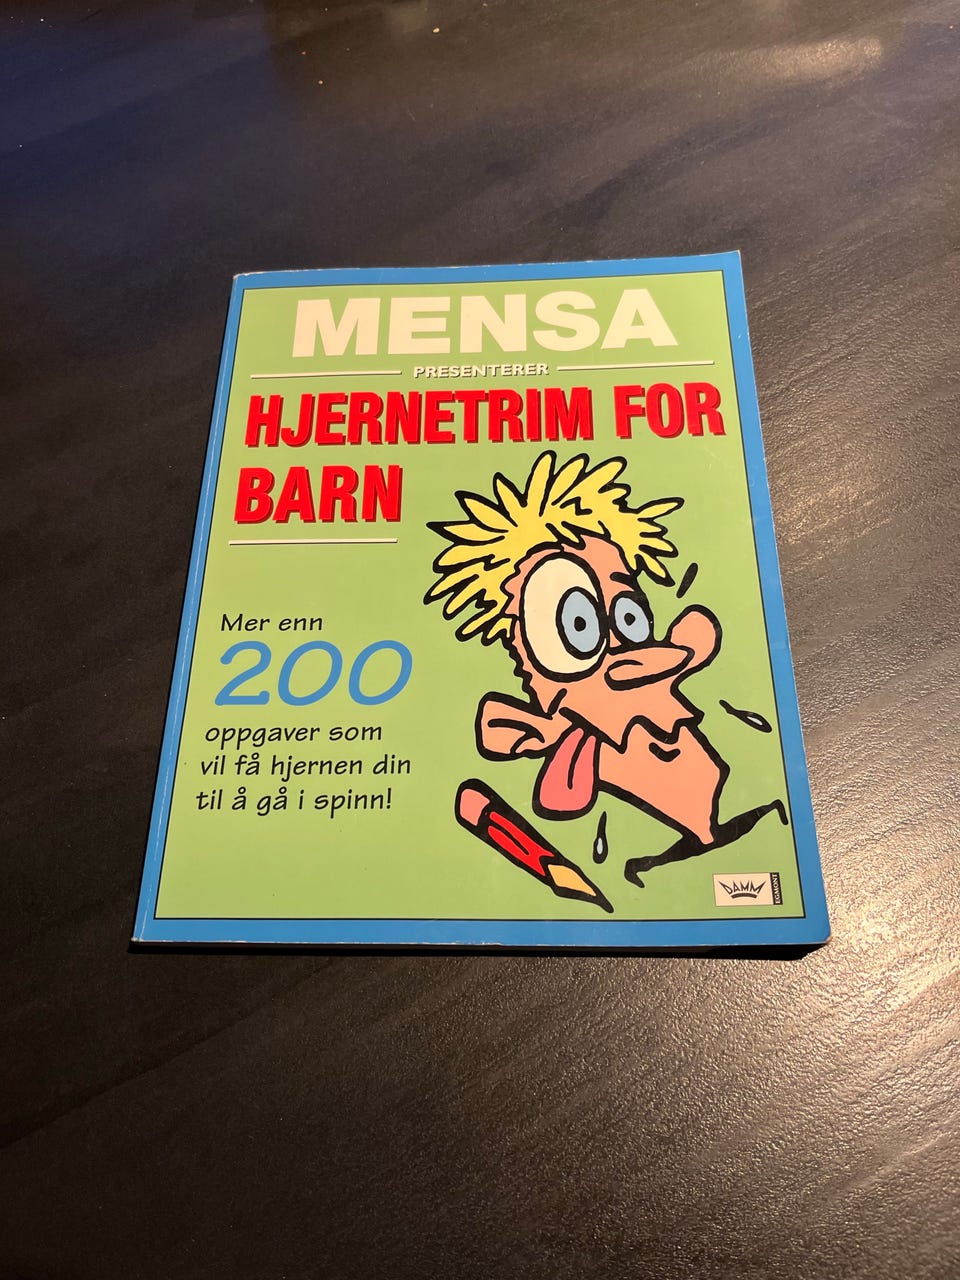 MENSA
PRESENTERER
HJERNETRIM FOR
BARN
Mer enn
200
oppgaver som
vil få hjernen din
til å gå i spinn!
DAMM
EGMONT